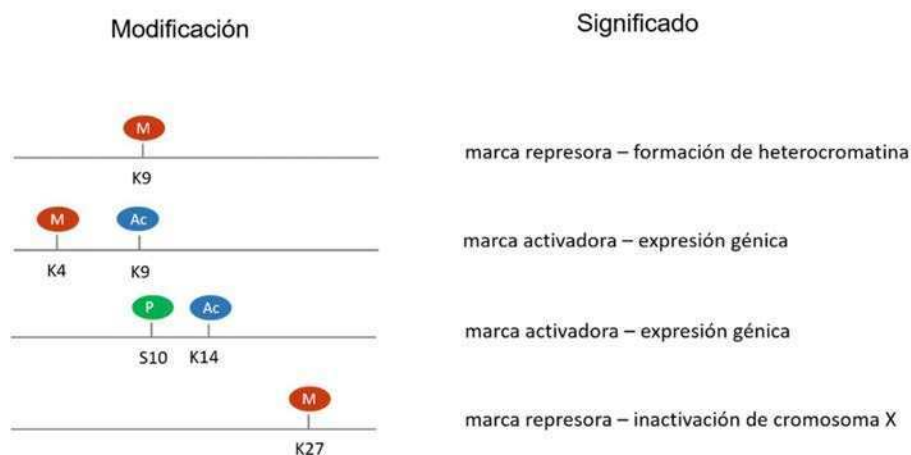 Modificación Significado
M
K9
marca represora – formación de heterocromatina
M Ac
K4 K9
marca activadora – expresión génica
P Ac
S10 K14
marca activadora – expresión génica
M
K27
marca represora – inactivación de cromosoma X